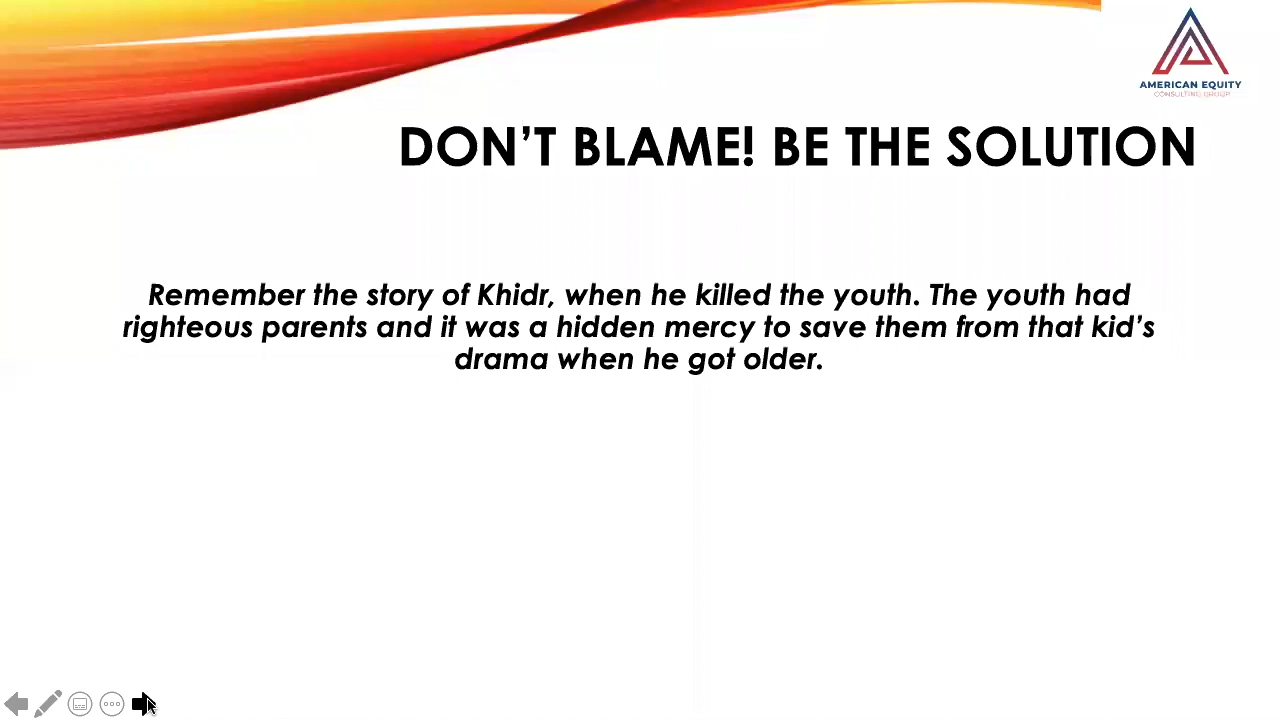 AMERICAN EQUITY
CONSULTING GROUP
DON’T BLAME! BE THE SOLUTION
Remember the story of Khidr, when he killed the youth. The youth had
righteous parents and it was a hidden mercy to save them from that kid’s
drama when he got older.